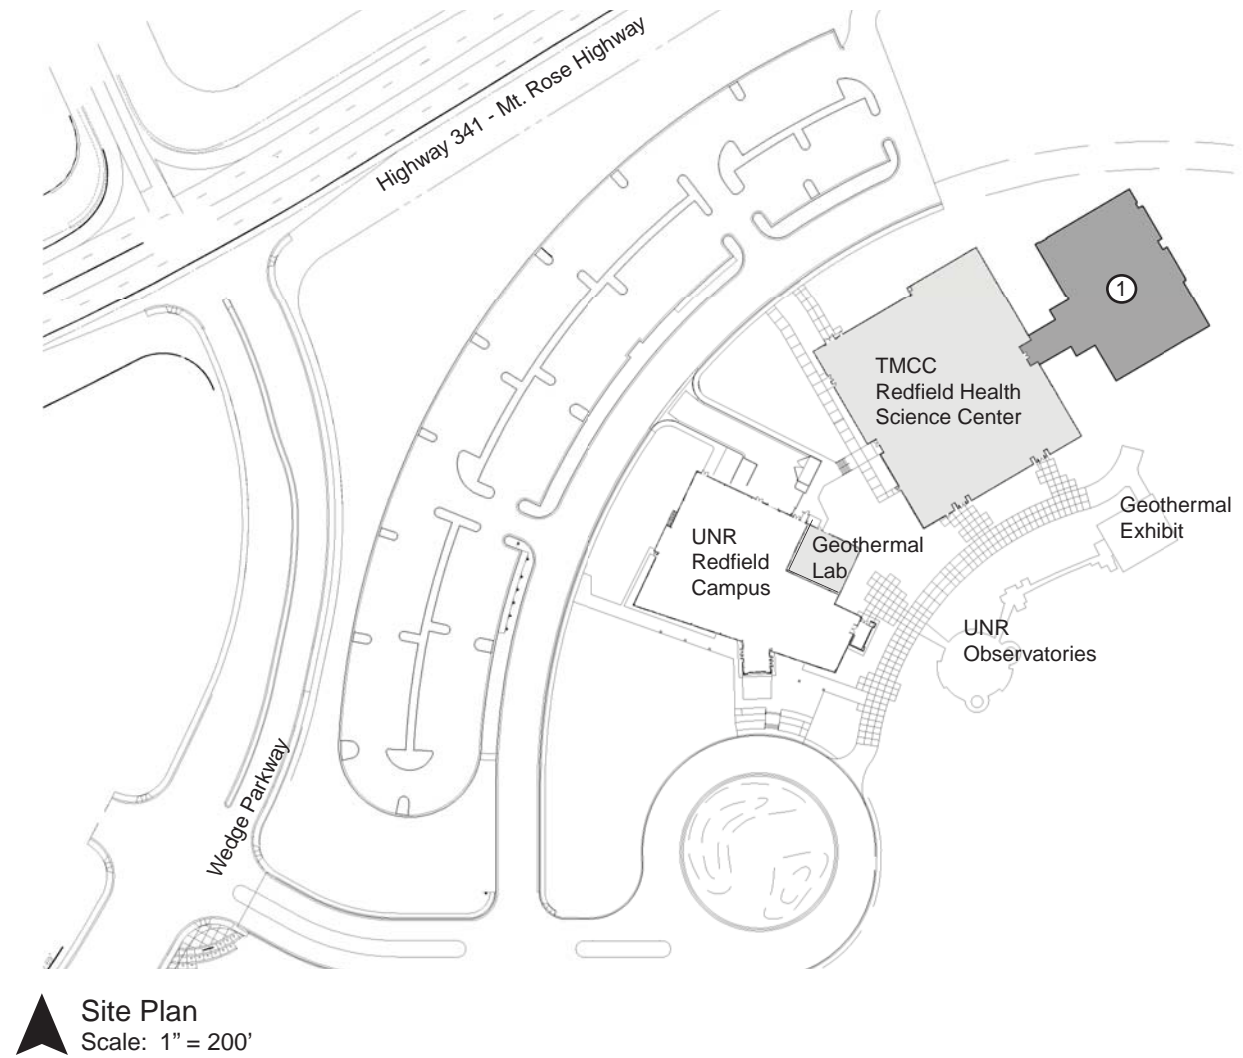 Highway 341 - Mt. Rose Highway
1
TMCC
Redfield Health
Science Center
Geothermal
Exhibit
UNR
Redfield
Campus
Geothermal
Lab
UNR
Observatories
Wedge Parkway
Site Plan
Scale: 1” = 200’